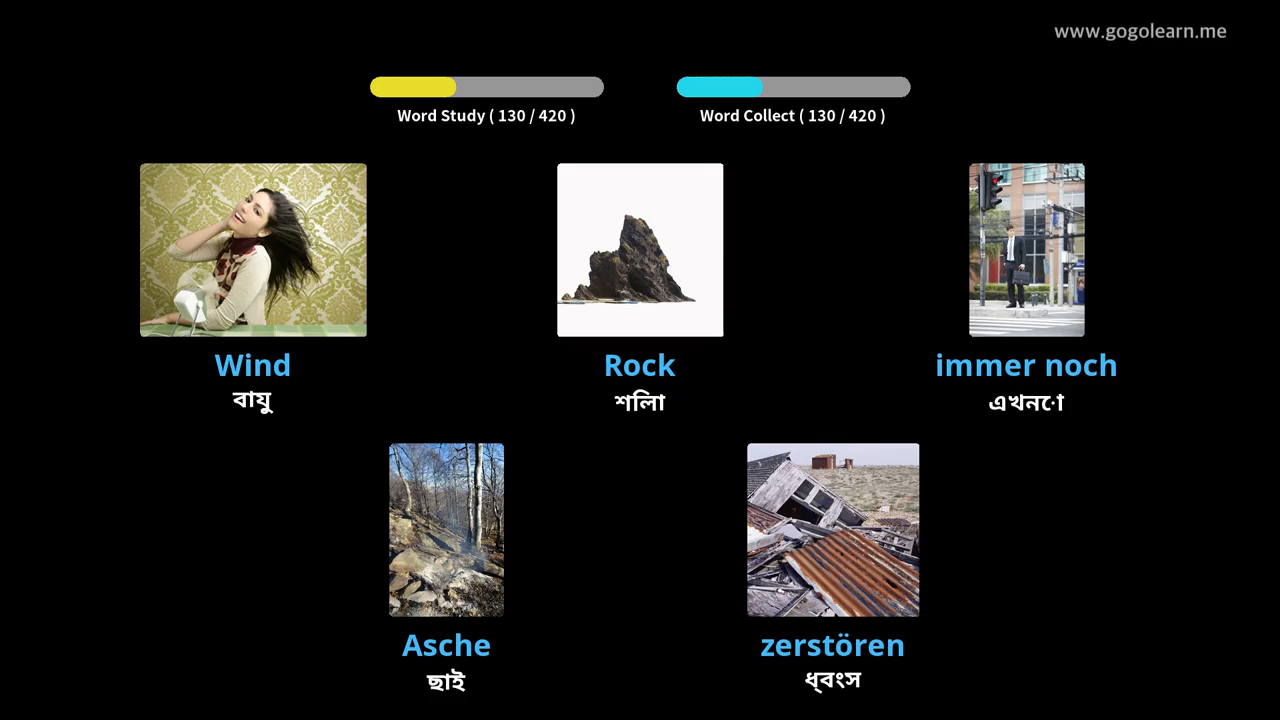 www.gogolearn.me
Word Study ( 130 / 420 )
Word Collect ( 130 / 420 )
Wind
বাযু
Rock
শিলা
immer noch
এখনো
Asche
ছাই
zerstören
ধ্বংস